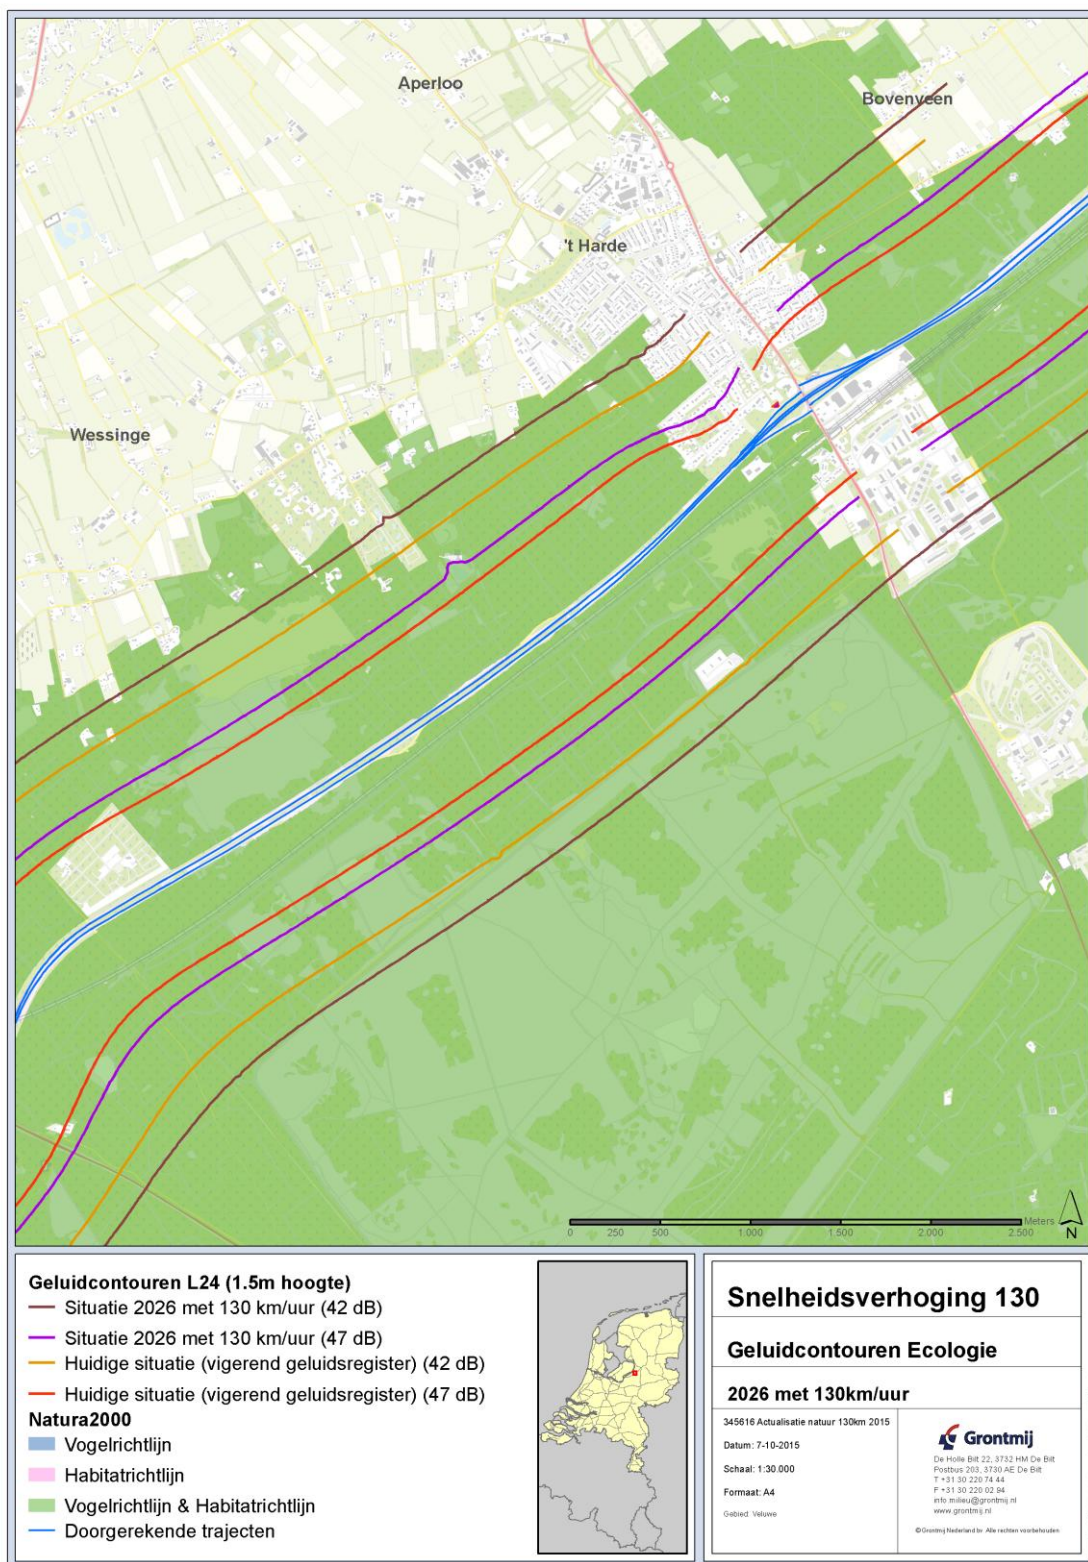 Aperloo
Bovenveen
't Harde
Wessinge
Meters
0 250 500 1.000 1.500 2.000 2.500
N
Geluidcontouren L24 (1.5m hoogte)
Situatie 2026 met 130 km/uur (42 dB)
Situatie 2026 met 130 km/uur (47 dB)
Huidige situatie (vigerend geluidsregister) (42 dB)
Huidige situatie (vigerend geluidsregister) (47 dB)
Natura2000
Vogelrichtlijn
Habitatrichtlijn
Vogelrichtlijn & Habitatrichtlijn
Doorgerekende trajecten
Snelheidsverhoging 130
Geluidcontouren Ecologie
2026 met 130km/uur
345616 Actualisatie natuur 130km 2015
Datum: 7-10-2015
Schaal: 1:30.000
Formaat: A4
Gebied: Veluwe
Grontmij
De Holle Bilt 22, 3732 HM De Bilt
Postbus 203, 3730 AE De Bilt
T +31 30 220 74 44
F +31 30 220 02 94
info.milieu@grontmij.nl
www.grontmij.nl
© Grontmij Nederland bv Alle rechten voorbehouden